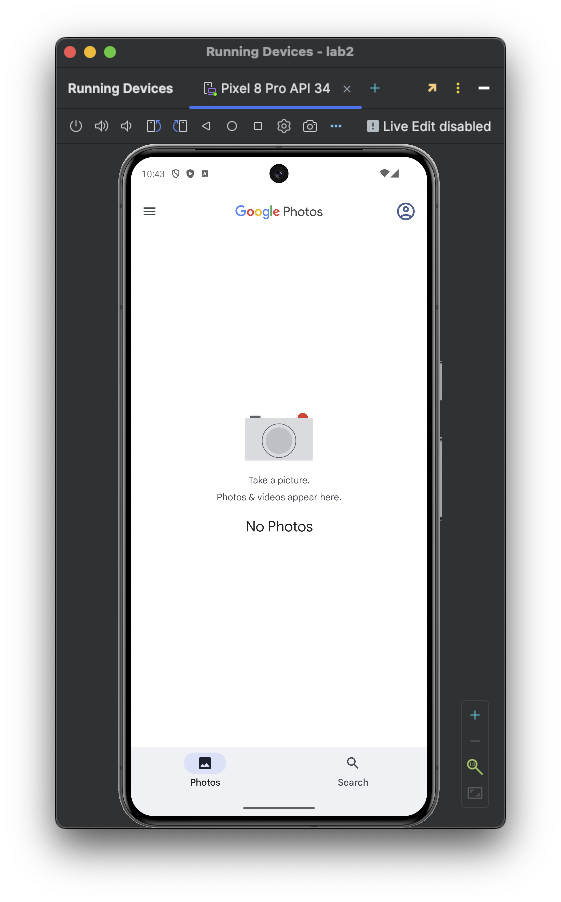 Running Devices - lab2
Running Devices Pixel 8 Pro API 34
Live Edit disabled
10:43
Google Photos
Take a picture.
Photos & videos appear here.
No Photos
Photos Search